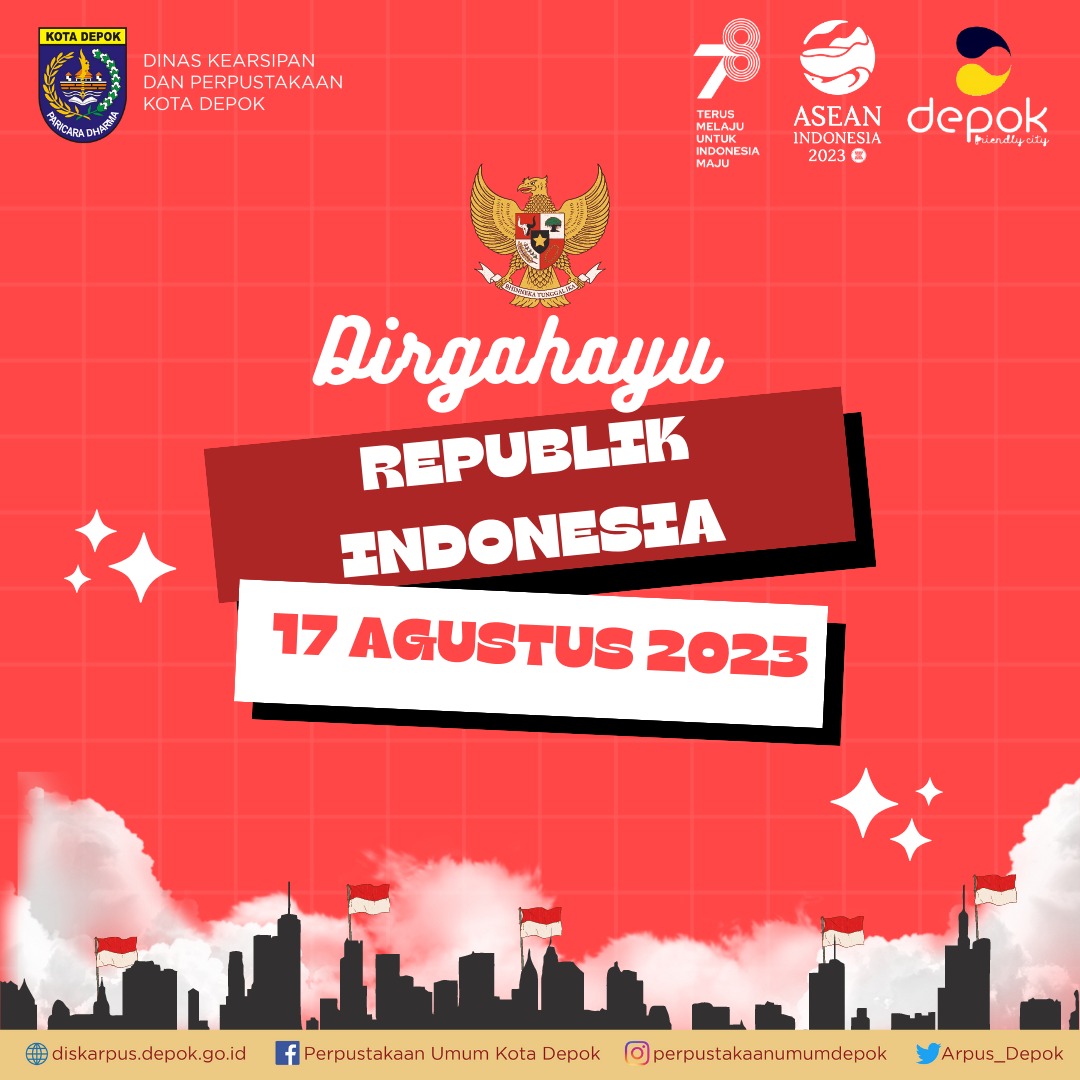 KOTA DEPOK
PARICARA DHARMA
DINAS KEARSIPAN
DAN PERPUSTAKAAN
KOTA DEPOK
78
TERUS
MELAJU
UNTUK
INDONESIA
MAJU
ASEAN
INDONESIA
2023
depok
friendly city
BHINNEKA TUNGGAL IKA
Dirgahayu
REPUBLIK
INDONESIA
17 AGUSTUS 2023
diskarpus.depok.go.id
Perpustakaan Umum Kota Depok
perpustakaanumumdepok
Arpus_Depok